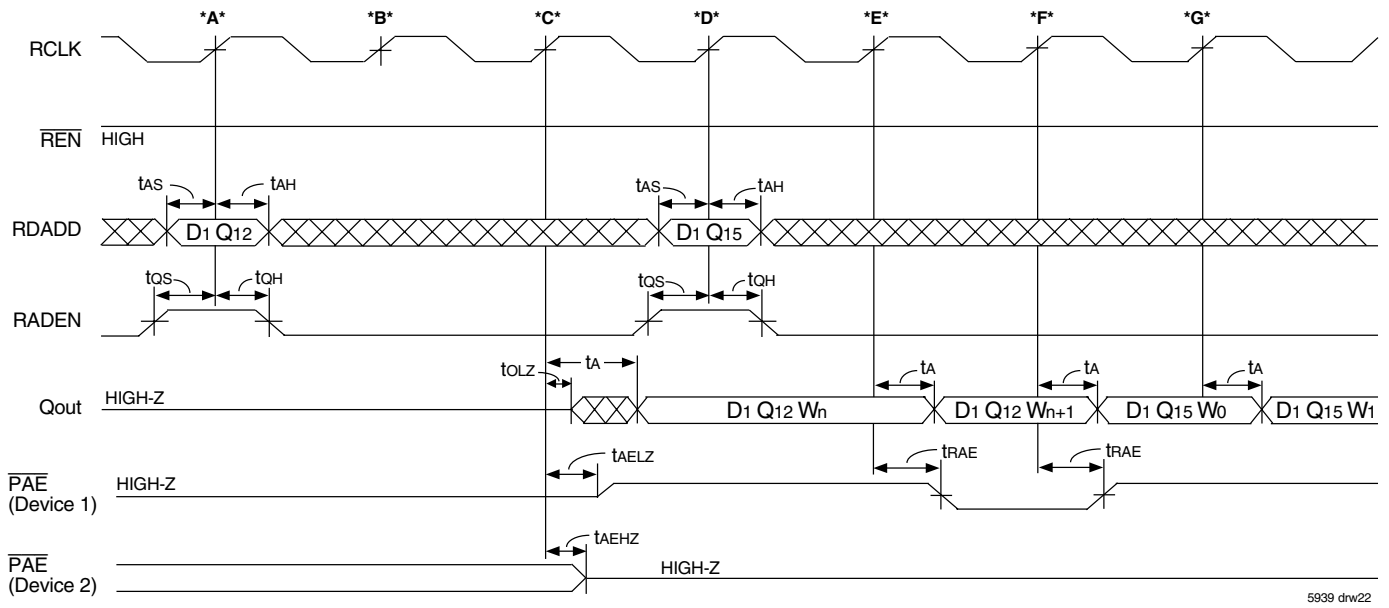 *A* *B* *C* *D* *E* *F* *G*
RCLK
REN HIGH
tAS tAH tAS tAH
RDADD D1 Q12 D1 Q15
tQS tQH tQS tQH
RADEN
tOLZ tA tA tA tA
Qout HIGH-Z D1 Q12 Wn D1 Q12 Wn+1 D1 Q15 W0 D1 Q15 W1
tAELZ tRAE tRAE
PAE HIGH-Z
(Device 1)
tAEHZ
PAE HIGH-Z
(Device 2)
5939 drw22